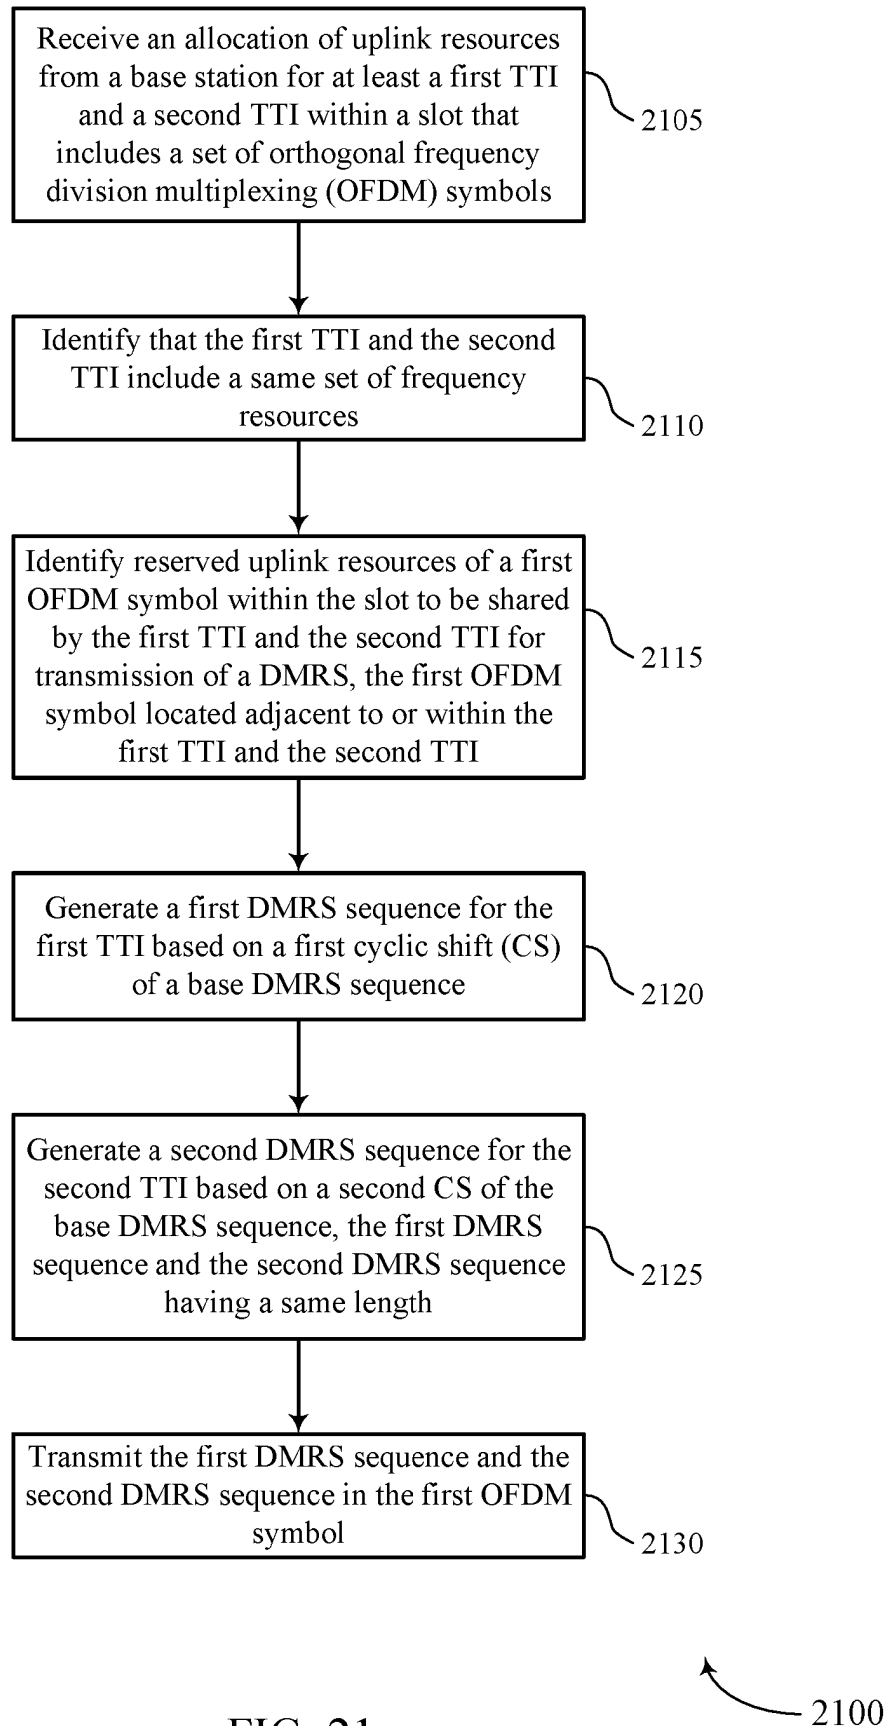 Receive an allocation of uplink resources
from a base station for at least a first TTI
and a second TTI within a slot that
includes a set of orthogonal frequency
division multiplexing (OFDM) symbols
2105
Identify that the first TTI and the second
TTI include a same set of frequency
resources
2110
Identify reserved uplink resources of a first
OFDM symbol within the slot to be shared
by the first TTI and the second TTI for
transmission of a DMRS, the first OFDM
symbol located adjacent to or within the
first TTI and the second TTI
2115
Generate a first DMRS sequence for the
first TTI based on a first cyclic shift (CS)
of a base DMRS sequence
2120
Generate a second DMRS sequence for the
second TTI based on a second CS of the
base DMRS sequence, the first DMRS
sequence and the second DMRS sequence
having a same length
2125
Transmit the first DMRS sequence and the
second DMRS sequence in the first OFDM
symbol
2130
2100
FIG. 21